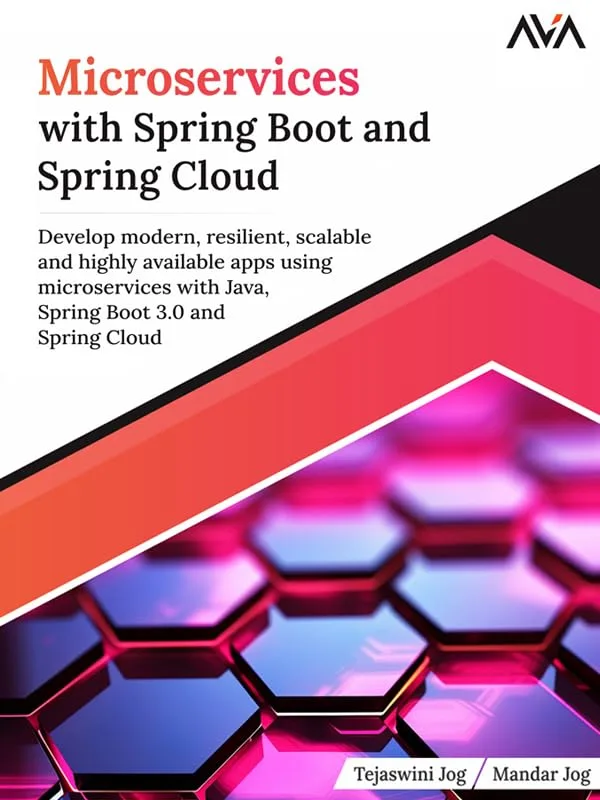 AVA
Microservices
with Spring Boot and
Spring Cloud
Develop modern, resilient, scalable
and highly available apps using
microservices with Java,
Spring Boot 3.0 and
Spring Cloud
Tejaswini Jog / Mandar Jog